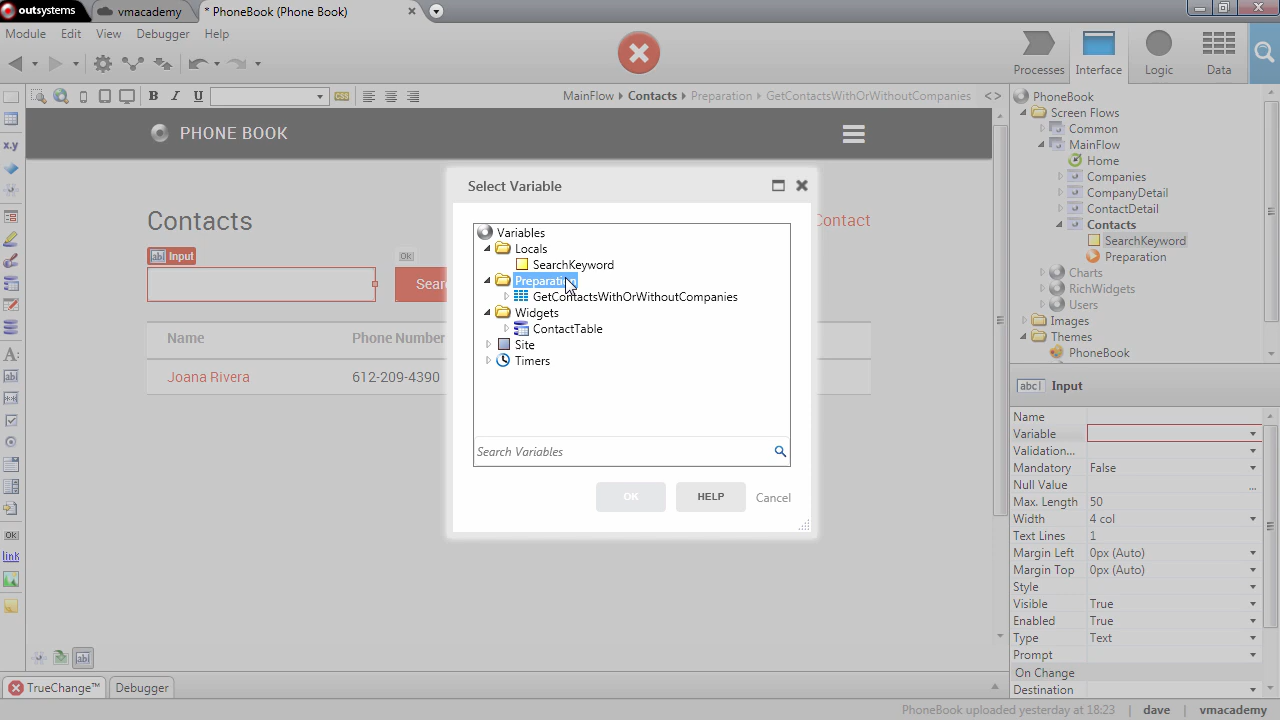 outsystems
vmacademy
* PhoneBook (Phone Book)
Module Edit View Debugger Help
Processes Interface Logic Data
B I U
MainFlow Contacts Preparation GetContactsWithOrWithoutCompanies
PHONE BOOK
Contacts
Contact
Input
OK
Sear
Name Phone Number
Joana Rivera 612-209-4390
Select Variable
Variables
Locals
SearchKeyword
Preparation
GetContactsWithOrWithoutCompanies
Widgets
ContactTable
Site
Timers
Search Variables
OK HELP Cancel
x.y
OK
link
PhoneBook
Screen Flows
Common
MainFlow
Home
Companies
CompanyDetail
ContactDetail
Contacts
SearchKeyword
Preparation
Charts
RichWidgets
Users
Images
Themes
PhoneBook
abc Input
Name
Variable
Validation...
Mandatory False
Null Value ...
Max. Length 50
Width 4 col
Text Lines 1
Margin Left 0px (Auto)
Margin Top 0px (Auto)
Style
Visible True
Enabled True
Type Text
Prompt
On Change
Destination
TrueChange™ Debugger
PhoneBook uploaded yesterday at 18:23 | dave | vmacademy